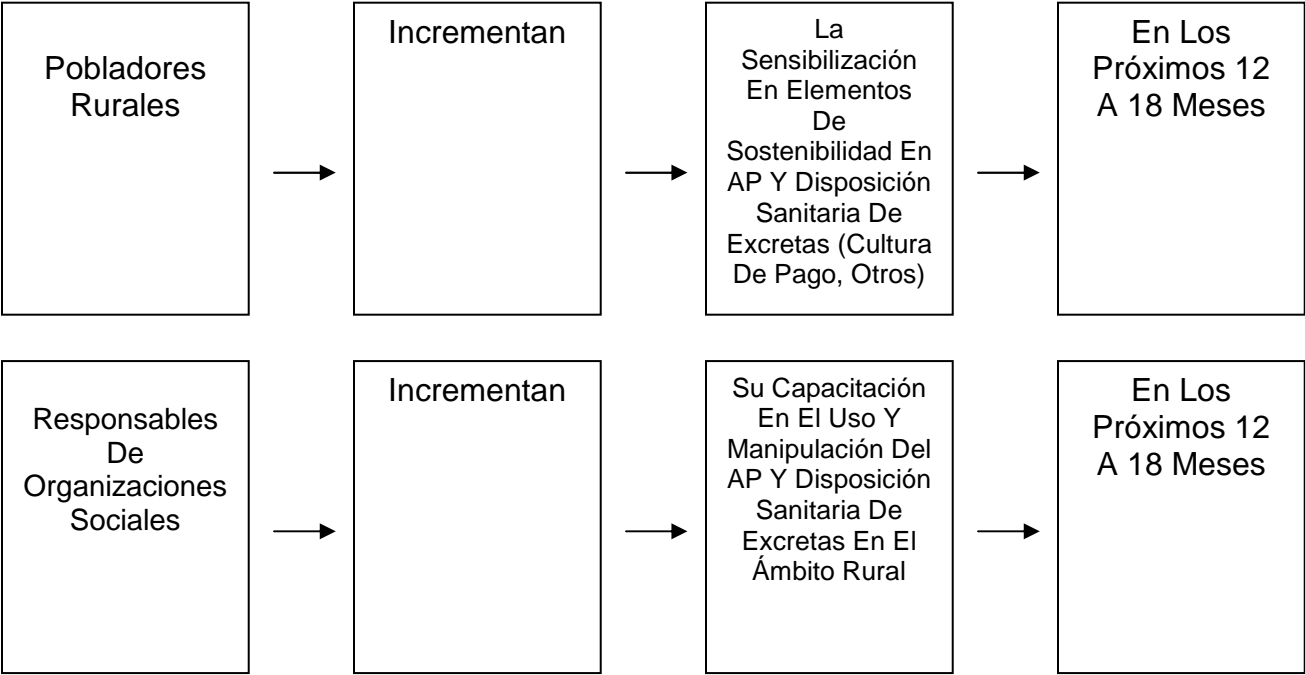 Pobladores
Rurales
Incrementan
La
Sensibilización
En Elementos
De
Sostenibilidad En
AP Y Disposición
Sanitaria De
Excretas (Cultura
De Pago, Otros)
En Los
Próximos 12
A 18 Meses
Responsables
De
Organizaciones
Sociales
Incrementan
Su Capacitación
En El Uso Y
Manipulación Del
AP Y Disposición
Sanitaria De
Excretas En El
Ámbito Rural
En Los
Próximos 12
A 18 Meses